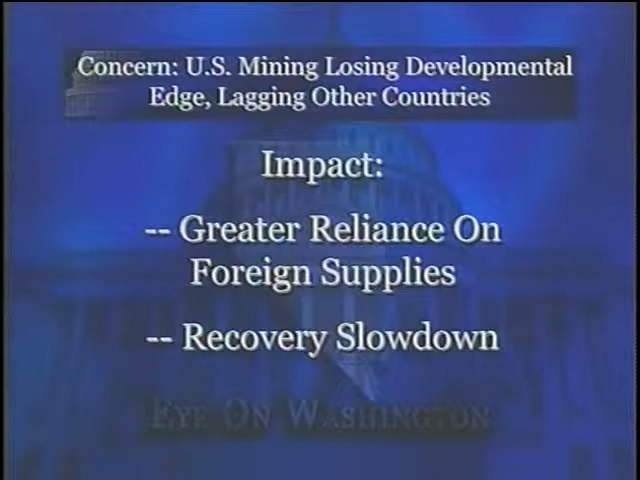 Concern: U.S. Mining Losing Developmental
Edge, Lagging Other Countries
Impact:
-- Greater Reliance On
Foreign Supplies
-- Recovery Slowdown
EYE ON WASHINGTON